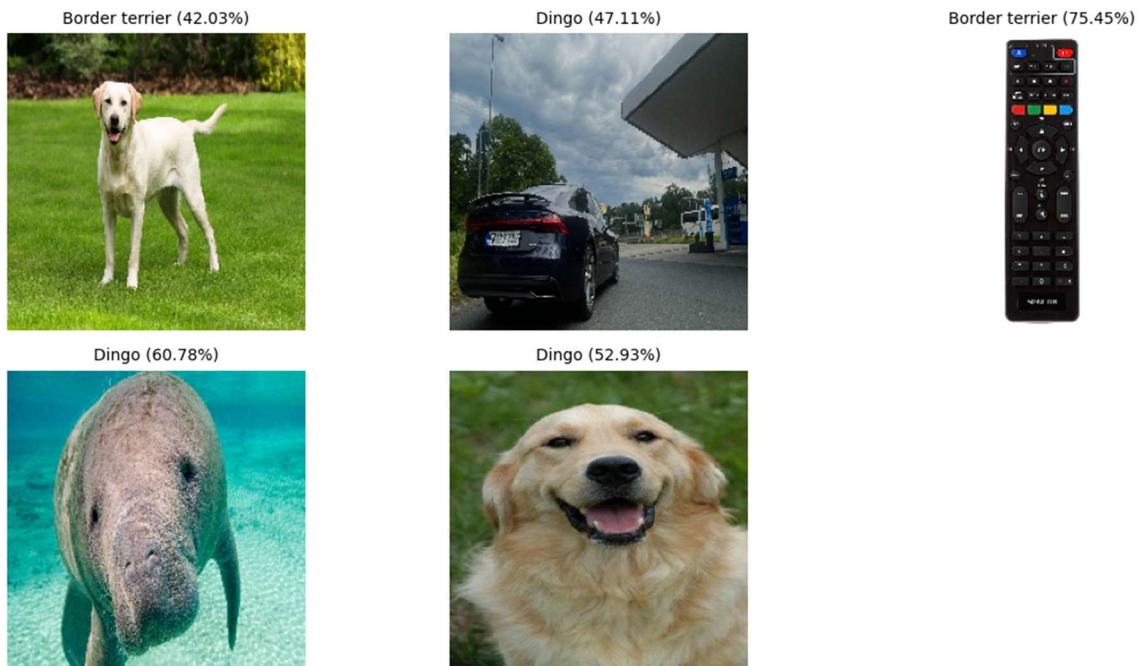 Border terrier (42.03%)
Dingo (47.11%)
Border terrier (75.45%)
Dingo (60.78%)
Dingo (52.93%)